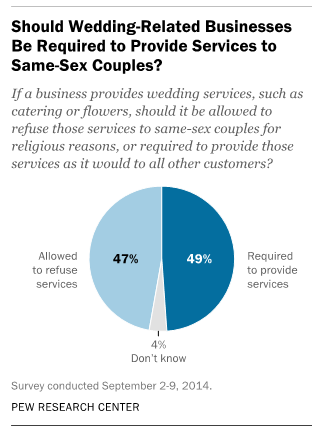 Should Wedding-Related Businesses
Be Required to Provide Services to
Same-Sex Couples?
If a business provides wedding services, such as
catering or flowers, should it be allowed to
refuse those services to same-sex couples for
religious reasons, or required to provide those
services as it would to all other customers?
Allowed
to refuse
services
47%
49%
Required
to provide
services
4%
Don't know
Survey conducted September 2-9, 2014.
PEW RESEARCH CENTER